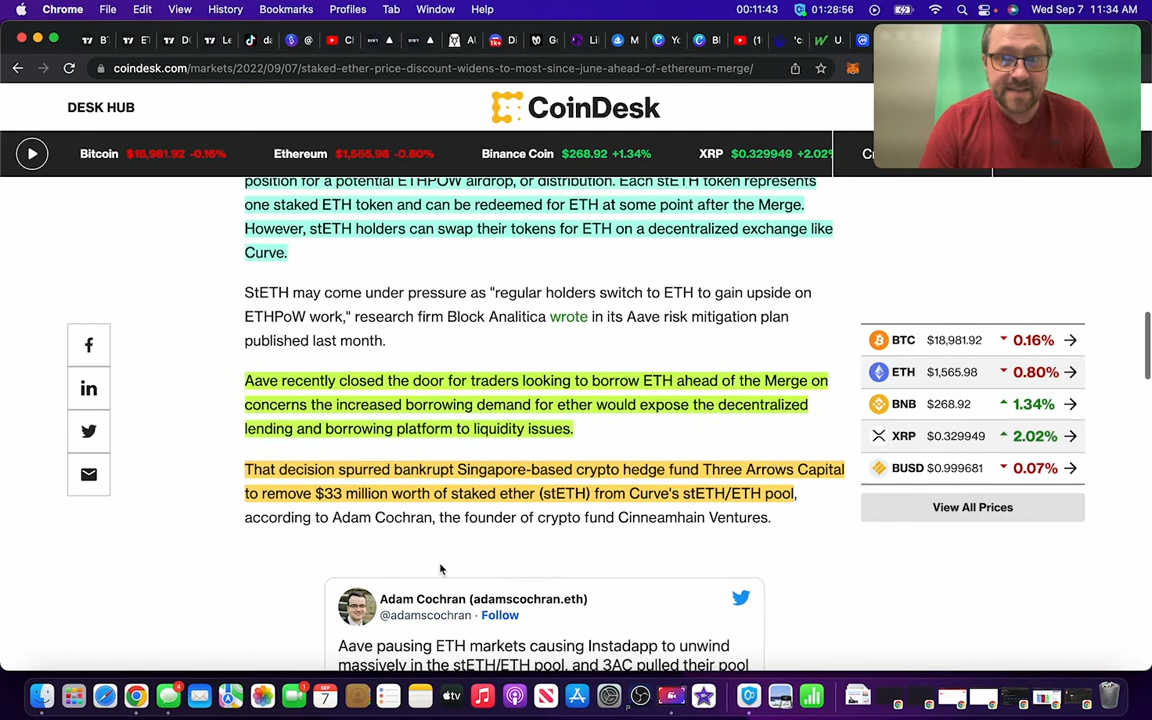 Chrome File Edit View History Bookmarks Profiles Tab Window Help 00:11:43 01:28:56 Wed Sep 7 11:34 AM
coindesk.com/markets/2022/09/07/staked-ether-price-discount-widens-to-most-since-june-ahead-of-ethereum-merge/
DESK HUB
CoinDesk
Bitcoin $18,981.92 -0.16% Ethereum $1,565.98 -0.80% Binance Coin $268.92 +1.34% XRP $0.329949 +2.02%
position for a potential ETHPOW airdrop, or distribution. Each stETH token represents
one staked ETH token and can be redeemed for ETH at some point after the Merge.
However, stETH holders can swap their tokens for ETH on a decentralized exchange like
Curve.
StETH may come under pressure as "regular holders switch to ETH to gain upside on
ETHPoW work," research firm Block Analitica wrote in its Aave risk mitigation plan
published last month.
Aave recently closed the door for traders looking to borrow ETH ahead of the Merge on
concerns the increased borrowing demand for ether would expose the decentralized
lending and borrowing platform to liquidity issues.
That decision spurred bankrupt Singapore-based crypto hedge fund Three Arrows Capital
to remove $33 million worth of staked ether (stETH) from Curve's stETH/ETH pool,
according to Adam Cochran, the founder of crypto fund Cinneamhain Ventures.
BTC $18,981.92 0.16%
ETH $1,565.98 0.80%
BNB $268.92 1.34%
XRP $0.329949 2.02%
BUSD $0.999681 0.07%
View All Prices
Adam Cochran (adamscochran.eth)
@adamscochran · Follow
Aave pausing ETH markets causing Instadapp to unwind
massively in the stETH/ETH pool, and 3AC pulled their pool